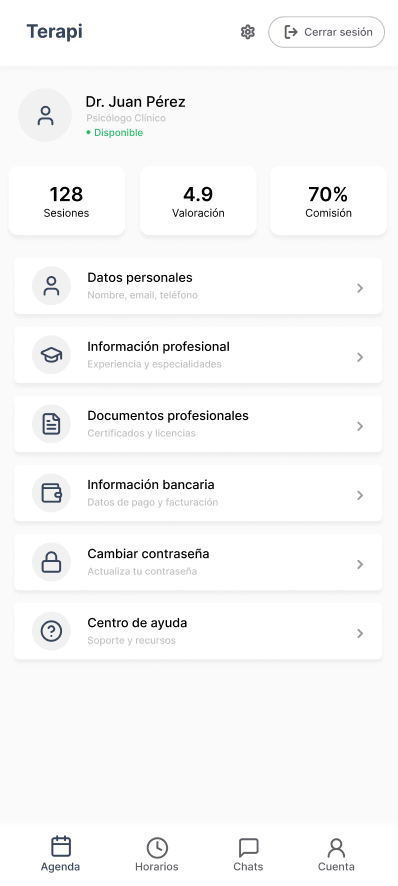 Terapi
Cerrar sesión
Dr. Juan Pérez
Psicólogo Clínico
Disponible
128
Sesiones
4.9
Valoración
70%
Comisión
Datos personales
Nombre, email, teléfono
Información profesional
Experiencia y especialidades
Documentos profesionales
Certificados y licencias
Información bancaria
Datos de pago y facturación
Cambiar contraseña
Actualiza tu contraseña
Centro de ayuda
Soporte y recursos
Agenda
Horarios
Chats
Cuenta